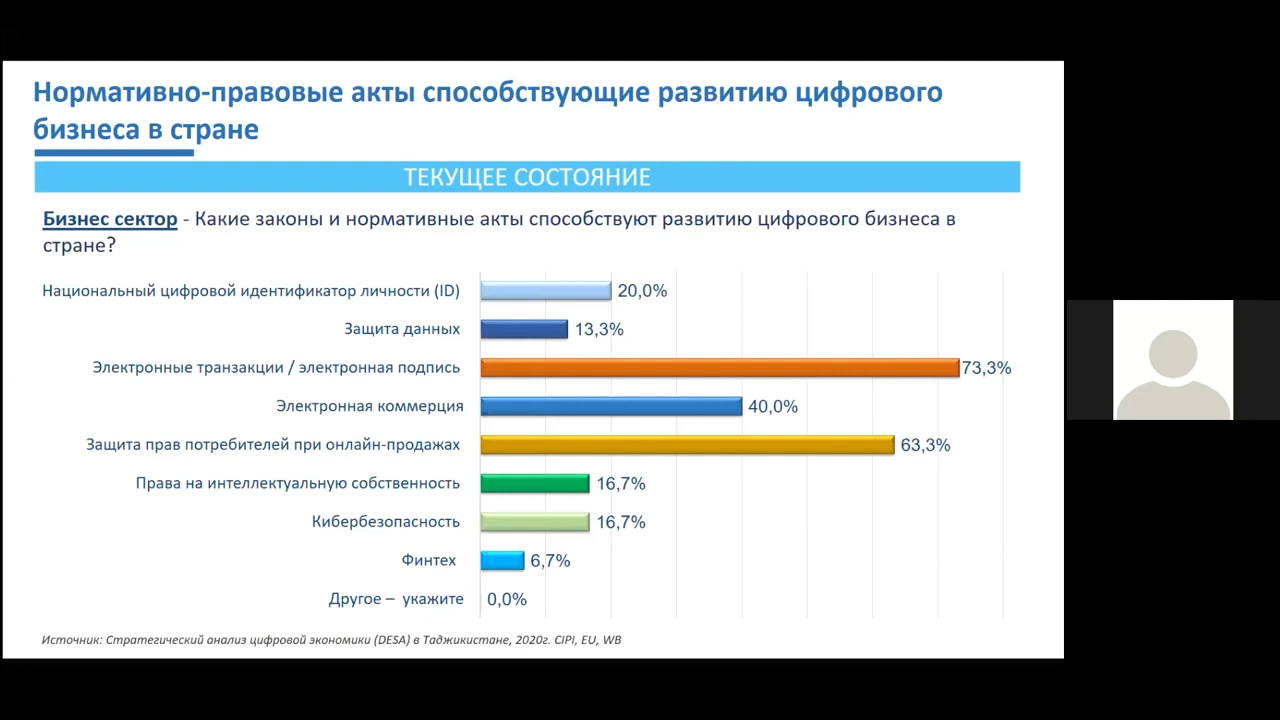 Нормативно-правовые акты способствующие развитию цифрового
бизнеса в стране
ТЕКУЩЕЕ СОСТОЯНИЕ
Бизнес сектор - Какие законы и нормативные акты способствуют развитию цифрового бизнеса в
стране?
Национальный цифровой идентификатор личности (ID) 20,0%
Защита данных 13,3%
Электронные транзакции / электронная подпись 73,3%
Электронная коммерция 40,0%
Защита прав потребителей при онлайн-продажах 63,3%
Права на интеллектуальную собственность 16,7%
Кибербезопасность 16,7%
Финтех 6,7%
Другое – укажите 0,0%
Источник: Стратегический анализ цифровой экономики (DESA) в Таджикистане, 2020г. CIPI, EU, WB